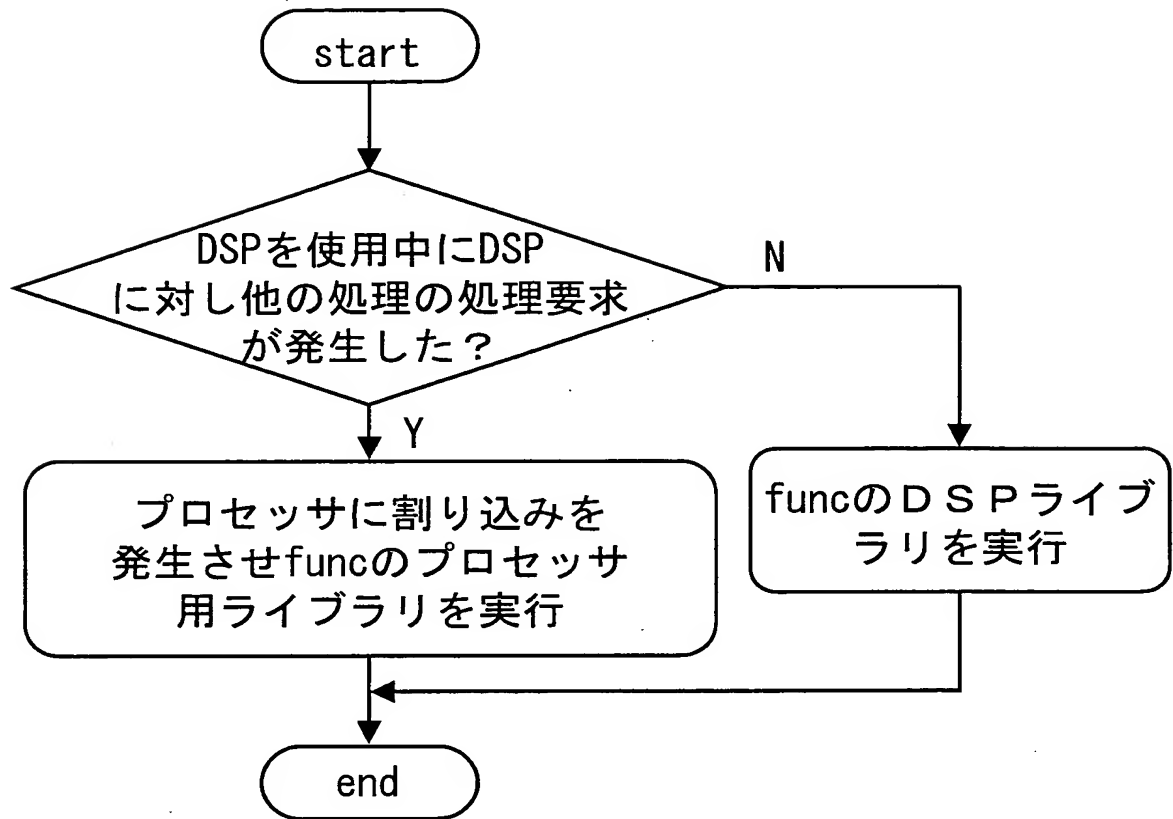 start
DSPを使用中にDSP
に対し他の処理の処理要求
が発生した？
N
Y
プロセッサに割り込みを
発生させfuncのプロセッサ
用ライブラリを実行
funcのＤＳＰライブ
ラリを実行
end